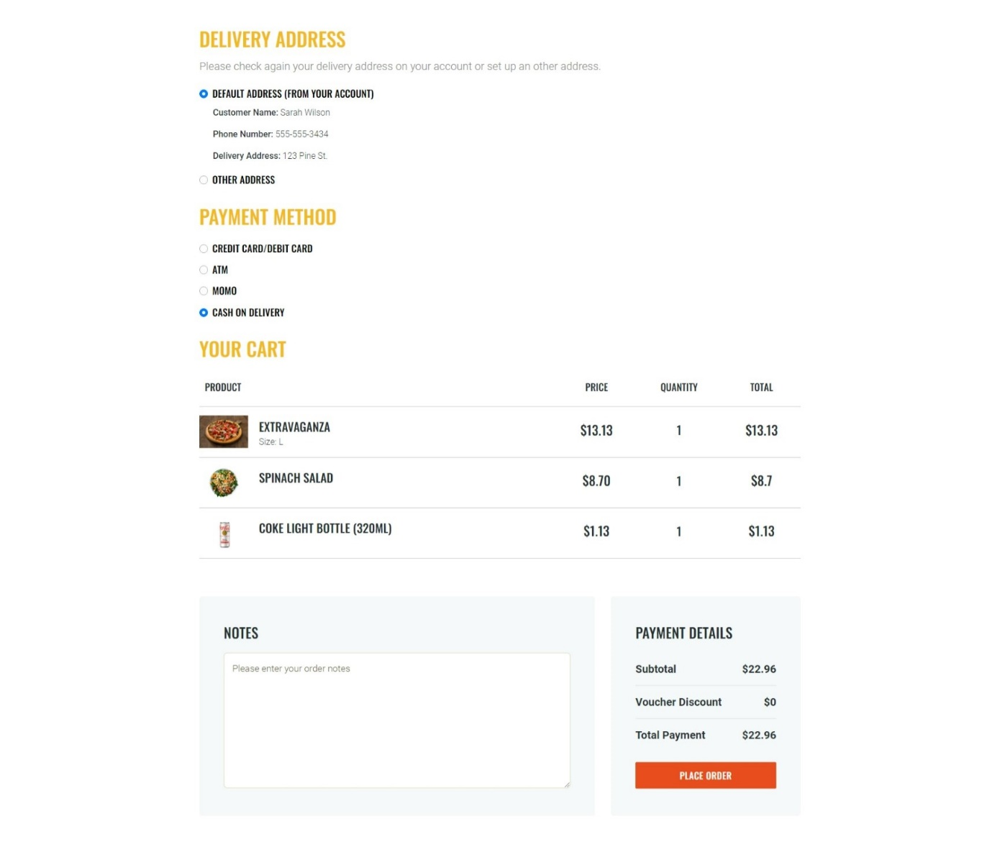 DELIVERY ADDRESS
Please check again your delivery address on your account or set up an other address.
DEFAULT ADDRESS (FROM YOUR ACCOUNT)
Customer Name: Sarah Wilson
Phone Number: 555-555-3434
Delivery Address: 123 Pine St.
OTHER ADDRESS
PAYMENT METHOD
CREDIT CARD/DEBIT CARD
ATM
MOMO
CASH ON DELIVERY
YOUR CART
PRODUCT PRICE QUANTITY TOTAL
EXTRAVAGANZA $13.13 1 $13.13
Size: L
SPINACH SALAD $8.70 1 $8.7
COKE LIGHT BOTTLE (320ML) $1.13 1 $1.13
NOTES
Please enter your order notes
PAYMENT DETAILS
Subtotal $22.96
Voucher Discount $0
Total Payment $22.96
PLACE ORDER